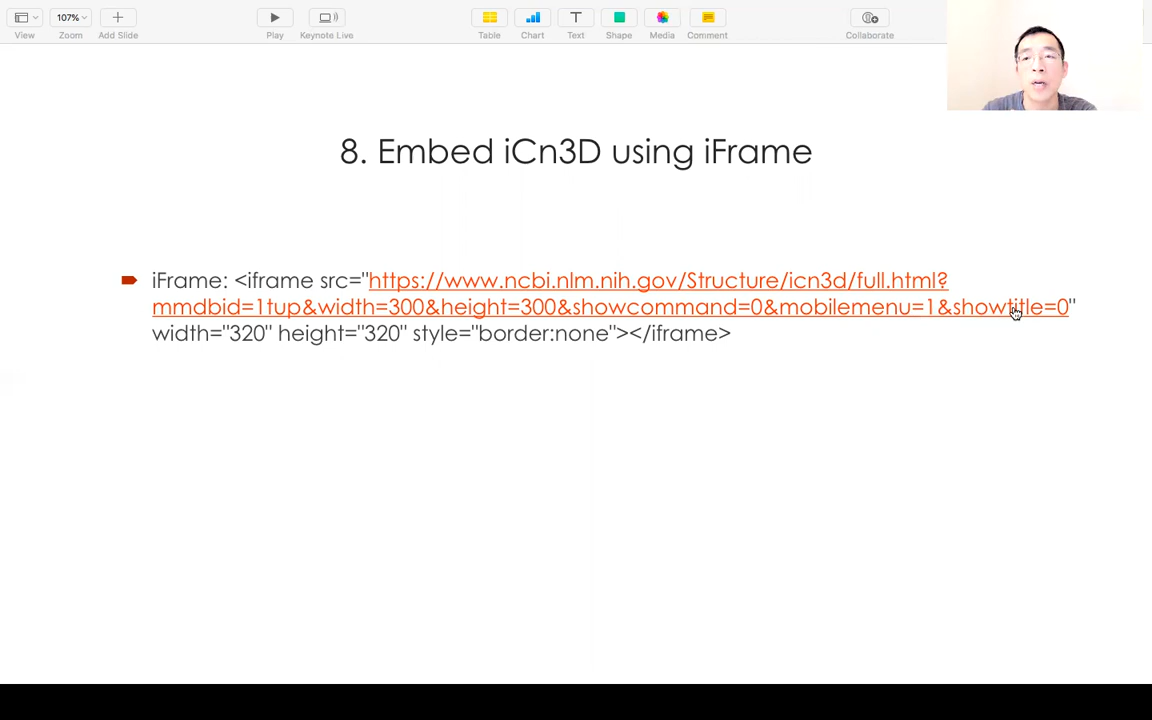 107%
View
Zoom
Add Slide
Play
Keynote Live
Table
Chart
Text
Shape
Media
Comment
Collaborate
8. Embed iCn3D using iFrame
iFrame: <iframe src="https://www.ncbi.nlm.nih.gov/Structure/icn3d/full.html?
mmdbid=1tup&width=300&height=300&showcommand=0&mobilemenu=1&showtitle=0"
width="320" height="320" style="border:none"></iframe>